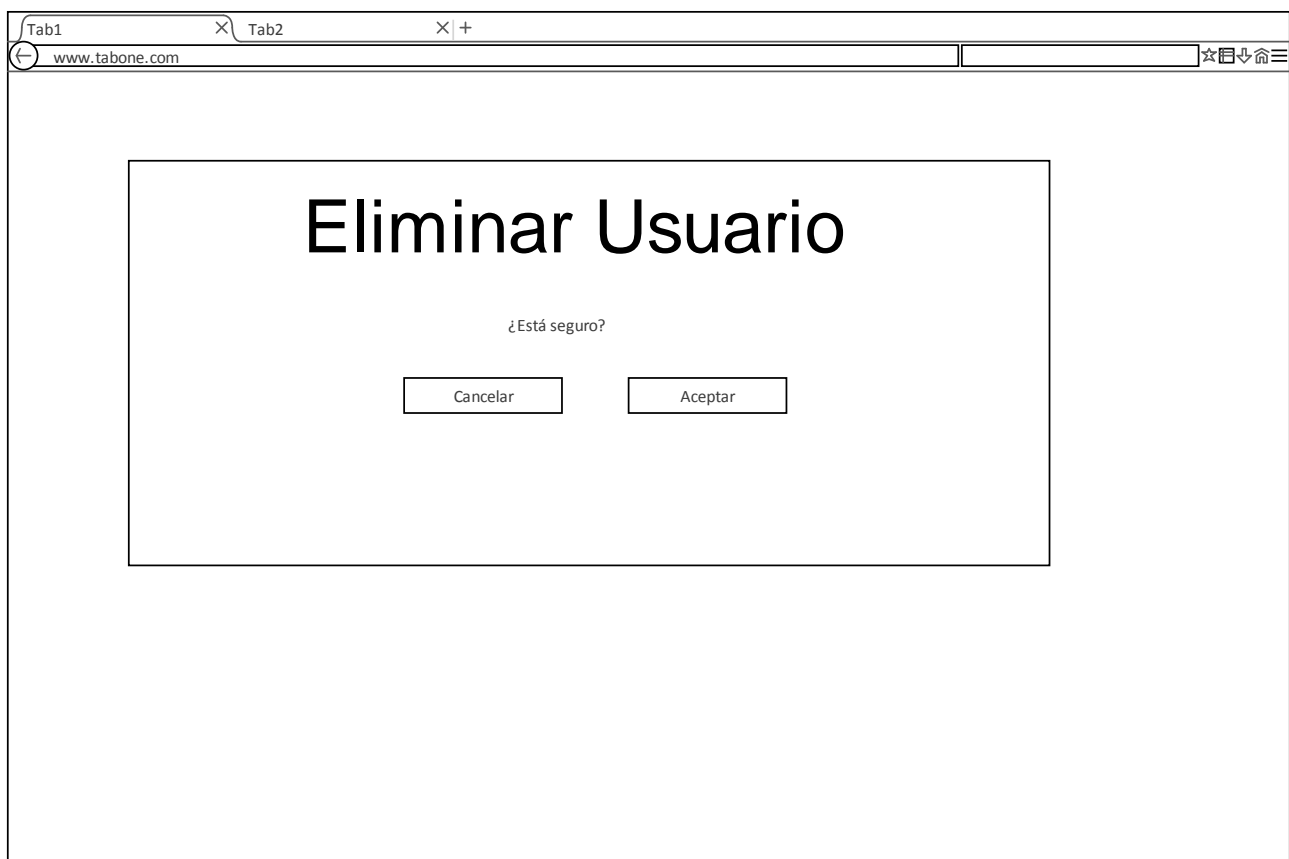 Tab1 Tab2
www.tabone.com
Eliminar Usuario
¿Está seguro?
Cancelar Aceptar